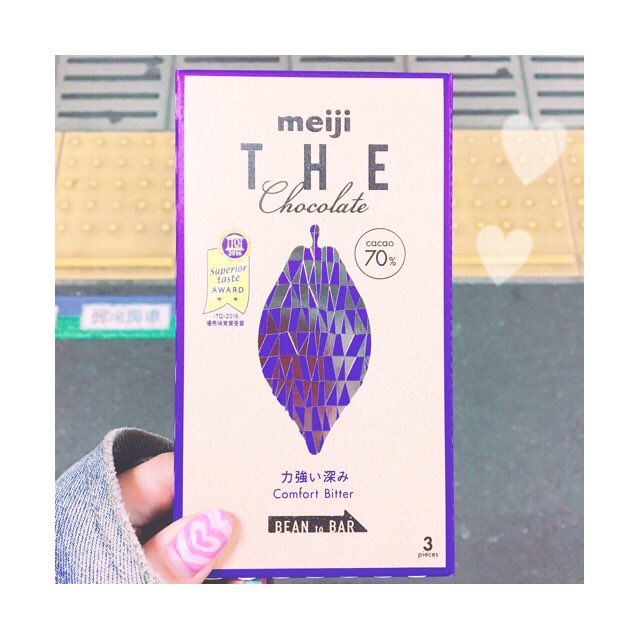 meiji
THE
Chocolate
cacao
70%
iTQi
2016
Superior
taste
AWARD
iTQi 2016
優秀味覚賞受賞
力強い深み
Comfort Bitter
BEAN to BAR
3
pieces